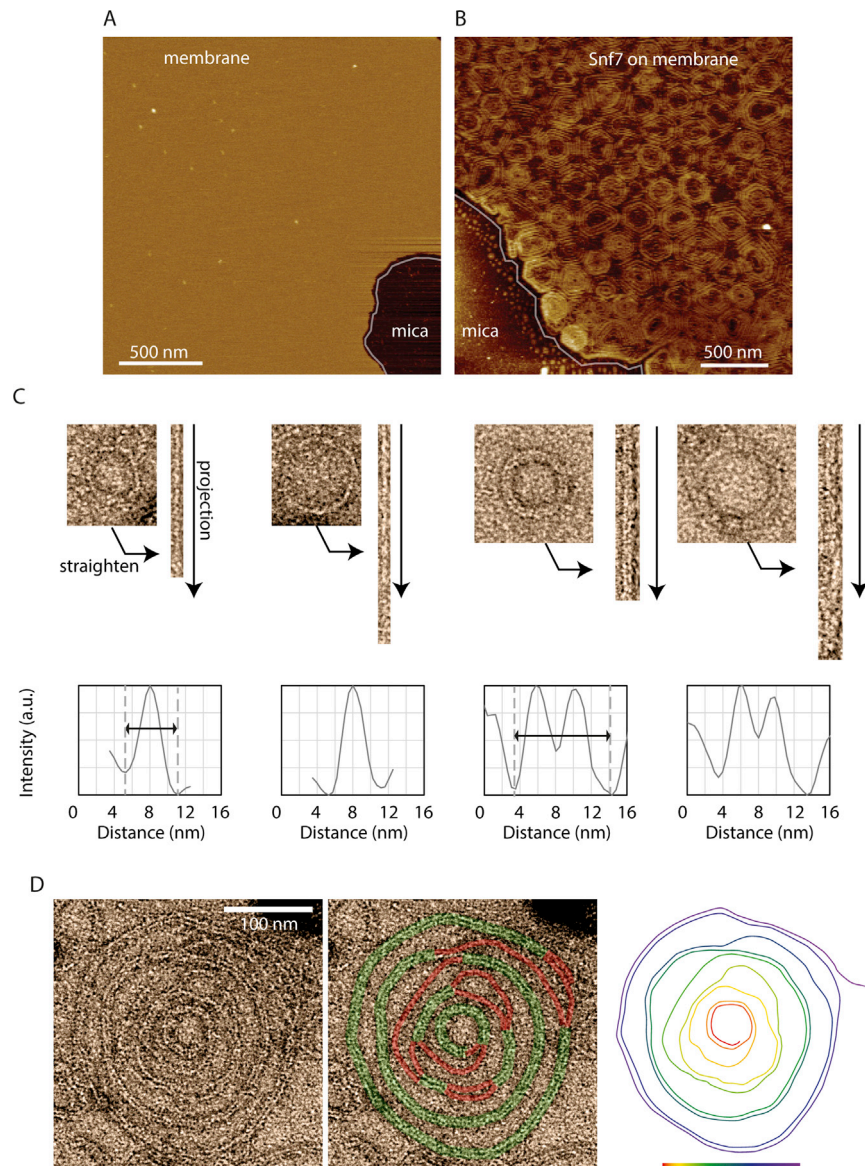 A
B
membrane
Snf7 on membrane
mica
500 nm
mica
500 nm
C
projection
straighten
Intensity (a.u.)
0 4 8 12 16
Distance (nm)
0 4 8 12 16
Distance (nm)
0 4 8 12 16
Distance (nm)
0 4 8 12 16
Distance (nm)
D
100 nm